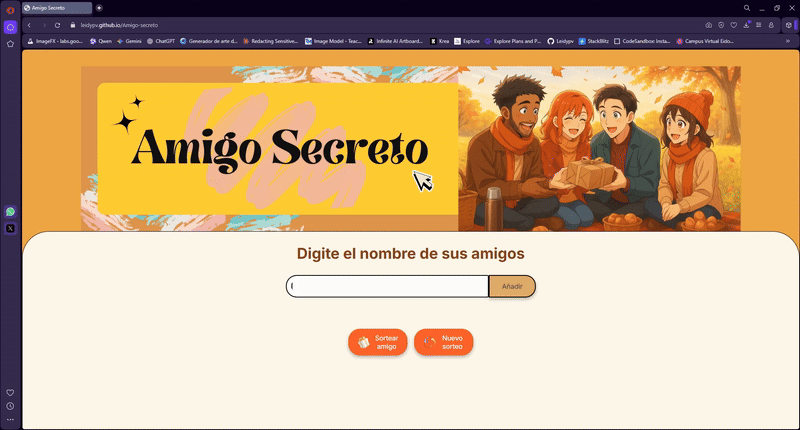 Amigo Secreto
leidypv.github.io/Amigo-secreto
ImageFX - labs.goo...
Qwen
Gemini
ChatGPT
Generador de arte d...
Redacting Sensitive...
Image Model - Teac...
Infinite AI Artboard...
Krea
Explore
Explore Plans and P...
Leidypv
StackBlitz
CodeSandbox: Insta...
Campus Virtual Eido...
Amigo Secreto
Digite el nombre de sus amigos
Añadir
Sortear
amigo
Nuevo
sorteo